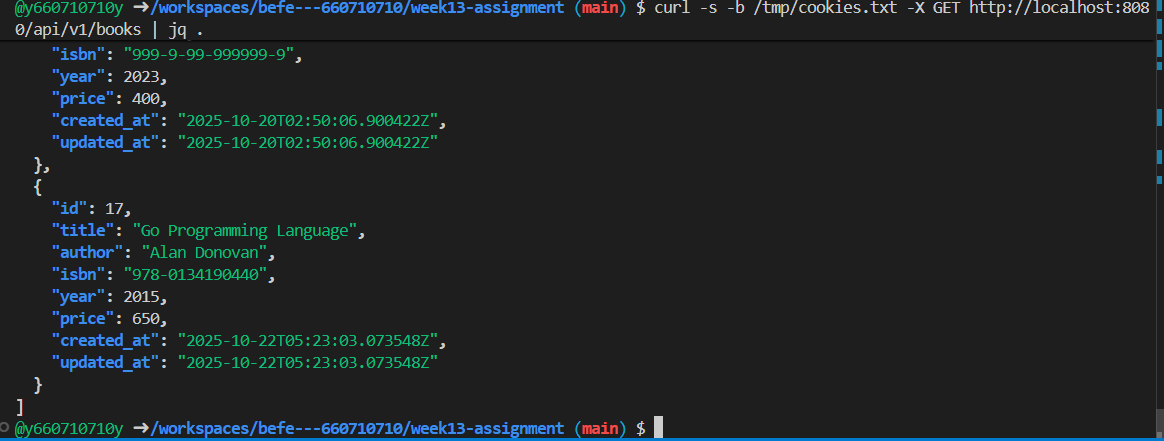 @y660710710y ➜/workspaces/befe---660710710/week13-assignment (main) $ curl -s -b /tmp/cookies.txt -X GET http://localhost:808
0/api/v1/books | jq .
"isbn": "999-9-99-999999-9",
"year": 2023,
"price": 400,
"created_at": "2025-10-20T02:50:06.900422Z",
"updated_at": "2025-10-20T02:50:06.900422Z"
},
{
"id": 17,
"title": "Go Programming Language",
"author": "Alan Donovan",
"isbn": "978-0134190440",
"year": 2015,
"price": 650,
"created_at": "2025-10-22T05:23:03.073548Z",
"updated_at": "2025-10-22T05:23:03.073548Z"
}
]
@y660710710y ➜/workspaces/befe---660710710/week13-assignment (main) $